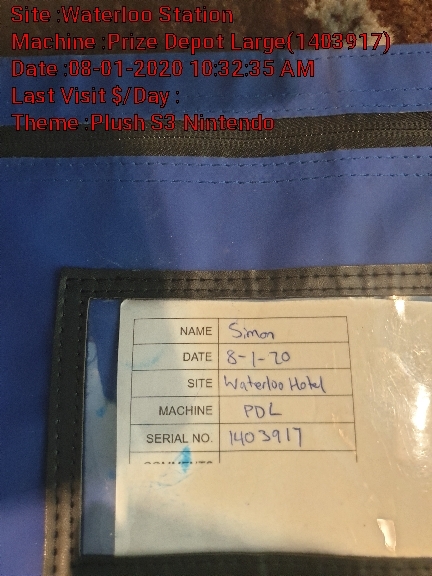 Site :Waterloo Station
Machine :Prize Depot Large(1403917)
Date :08-01-2020 10:32:35 AM
Last Visit $/Day :
Theme :Plush S3 Nintendo
NAME Simon
DATE 8-1-20
SITE Waterloo Hotel
MACHINE PDL
SERIAL NO. 1403917
COMMENTS